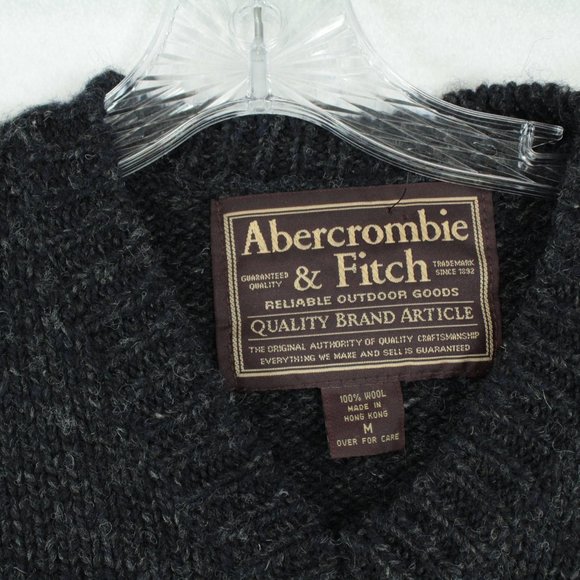 Abercrombie
GUARANTEED QUALITY & Fitch TRADEMARK SINCE 1892
RELIABLE OUTDOOR GOODS
QUALITY BRAND ARTICLE
THE ORIGINAL AUTHORITY OF QUALITY CRAFTSMANSHIP
EVERYTHING WE MAKE AND SELL IS GUARANTEED
100% WOOL
MADE IN
HONG KONG
M
OVER FOR CARE